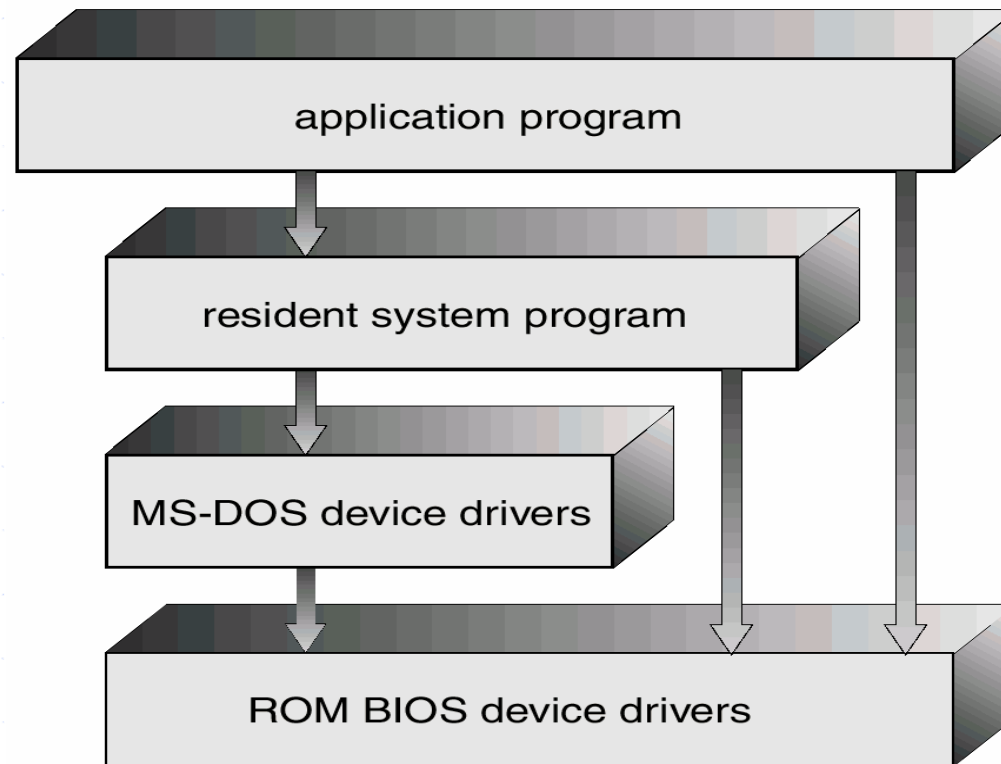 application program
resident system program
MS-DOS device drivers
ROM BIOS device drivers